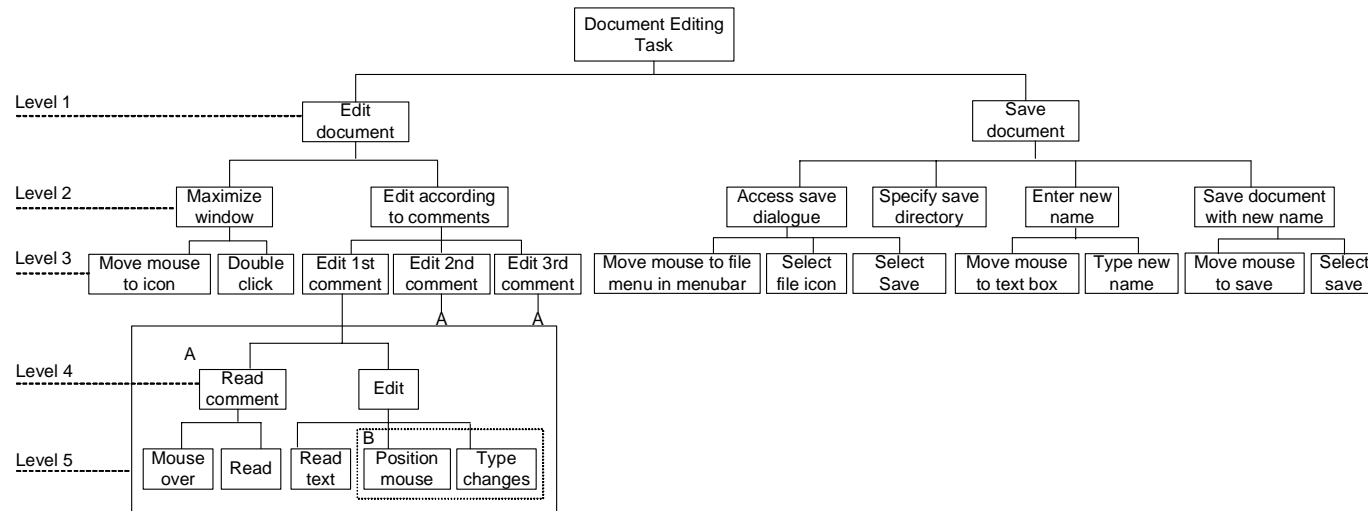 Document Editing
Task
Level 1
Edit
document
Save
document
Level 2
Maximize
window
Edit according
to comments
Access save
dialogue
Specify save
directory
Enter new
name
Save document
with new name
Level 3
Move mouse
to icon
Double
click
Edit 1st
comment
Edit 2nd
comment
Edit 3rd
comment
Move mouse to file
menu in menubar
Select
file icon
Select
Save
Move mouse
to text box
Type new
name
Move mouse
to save
Select
save
A
A
A
Level 4
Read
comment
Edit
B
Level 5
Mouse
over
Read
Read
text
Position
mouse
Type
changes